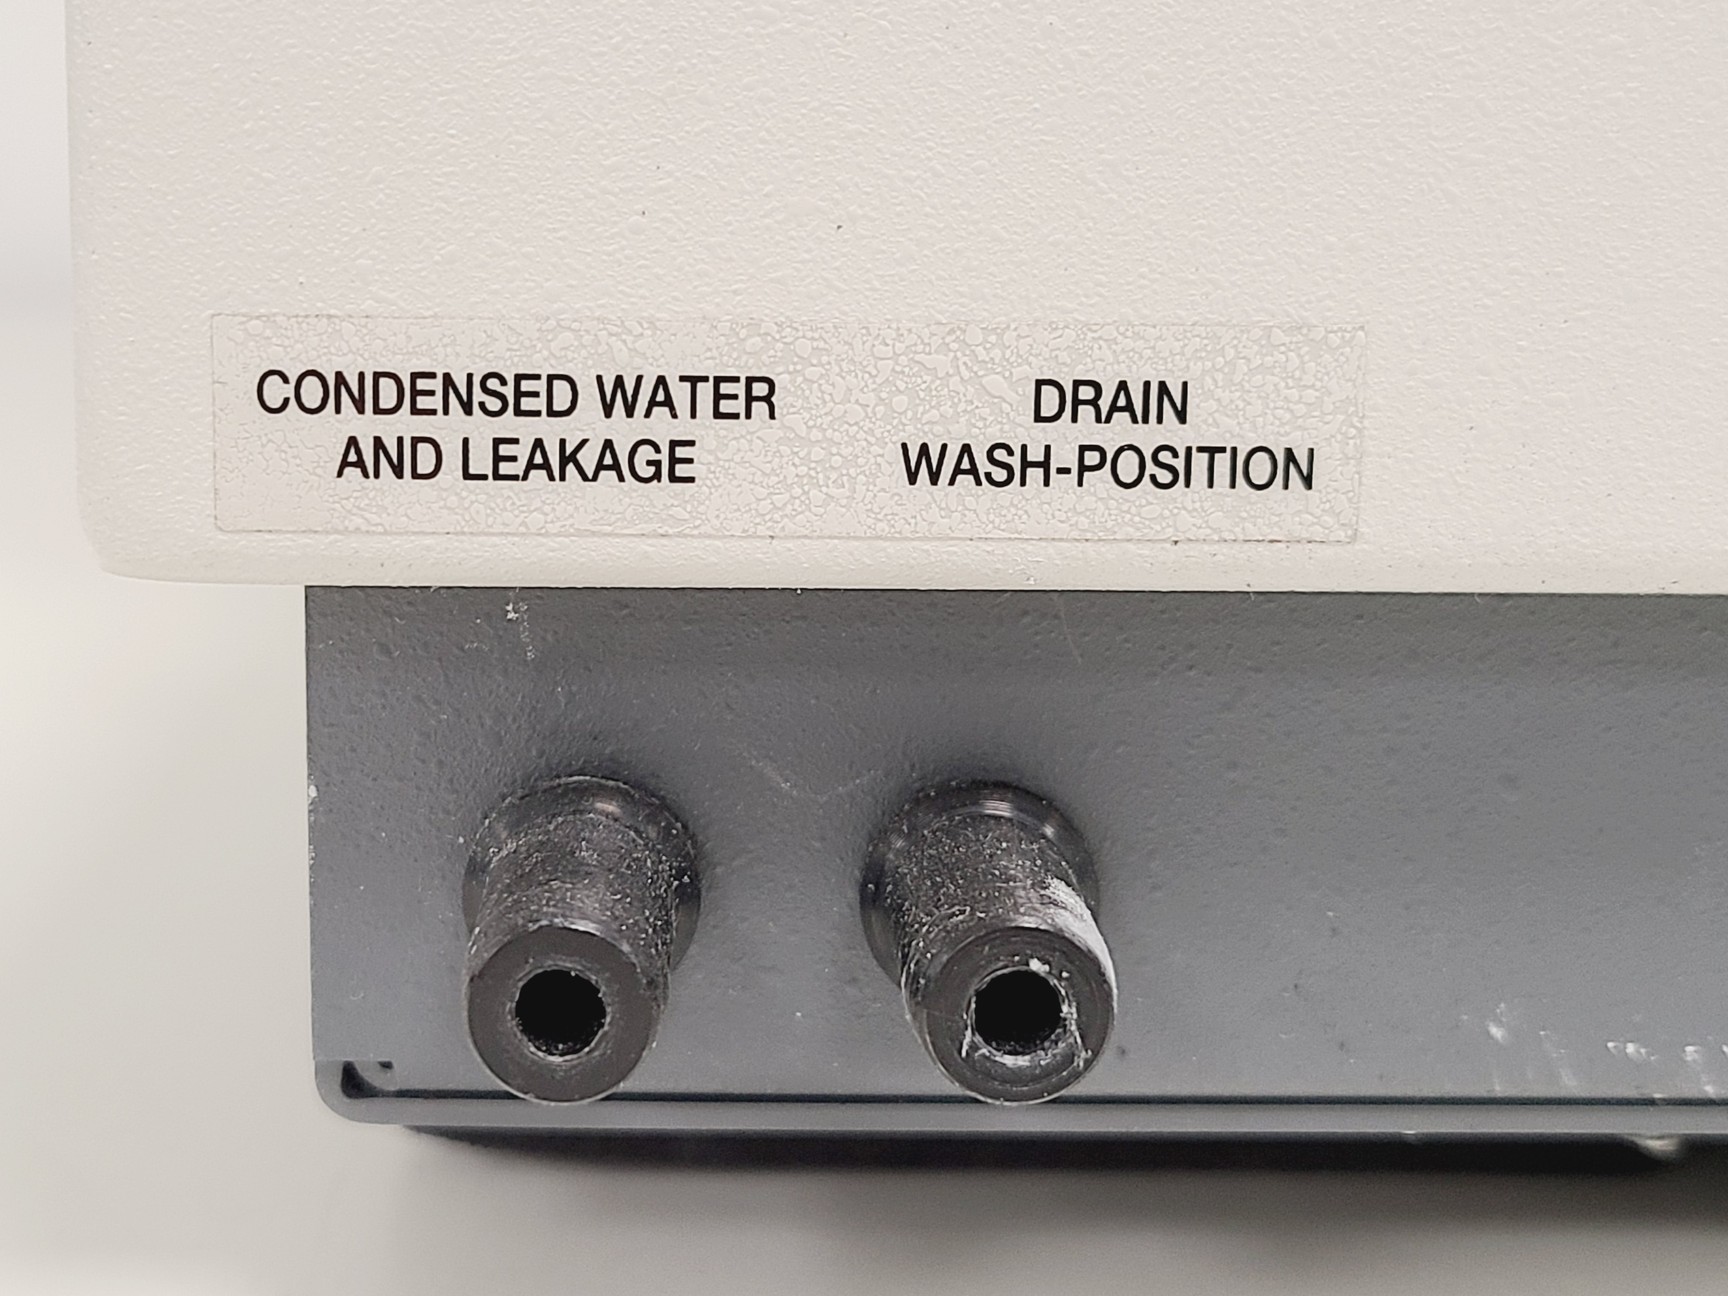 CONDENSED WATER
AND LEAKAGE
DRAIN
WASH-POSITION